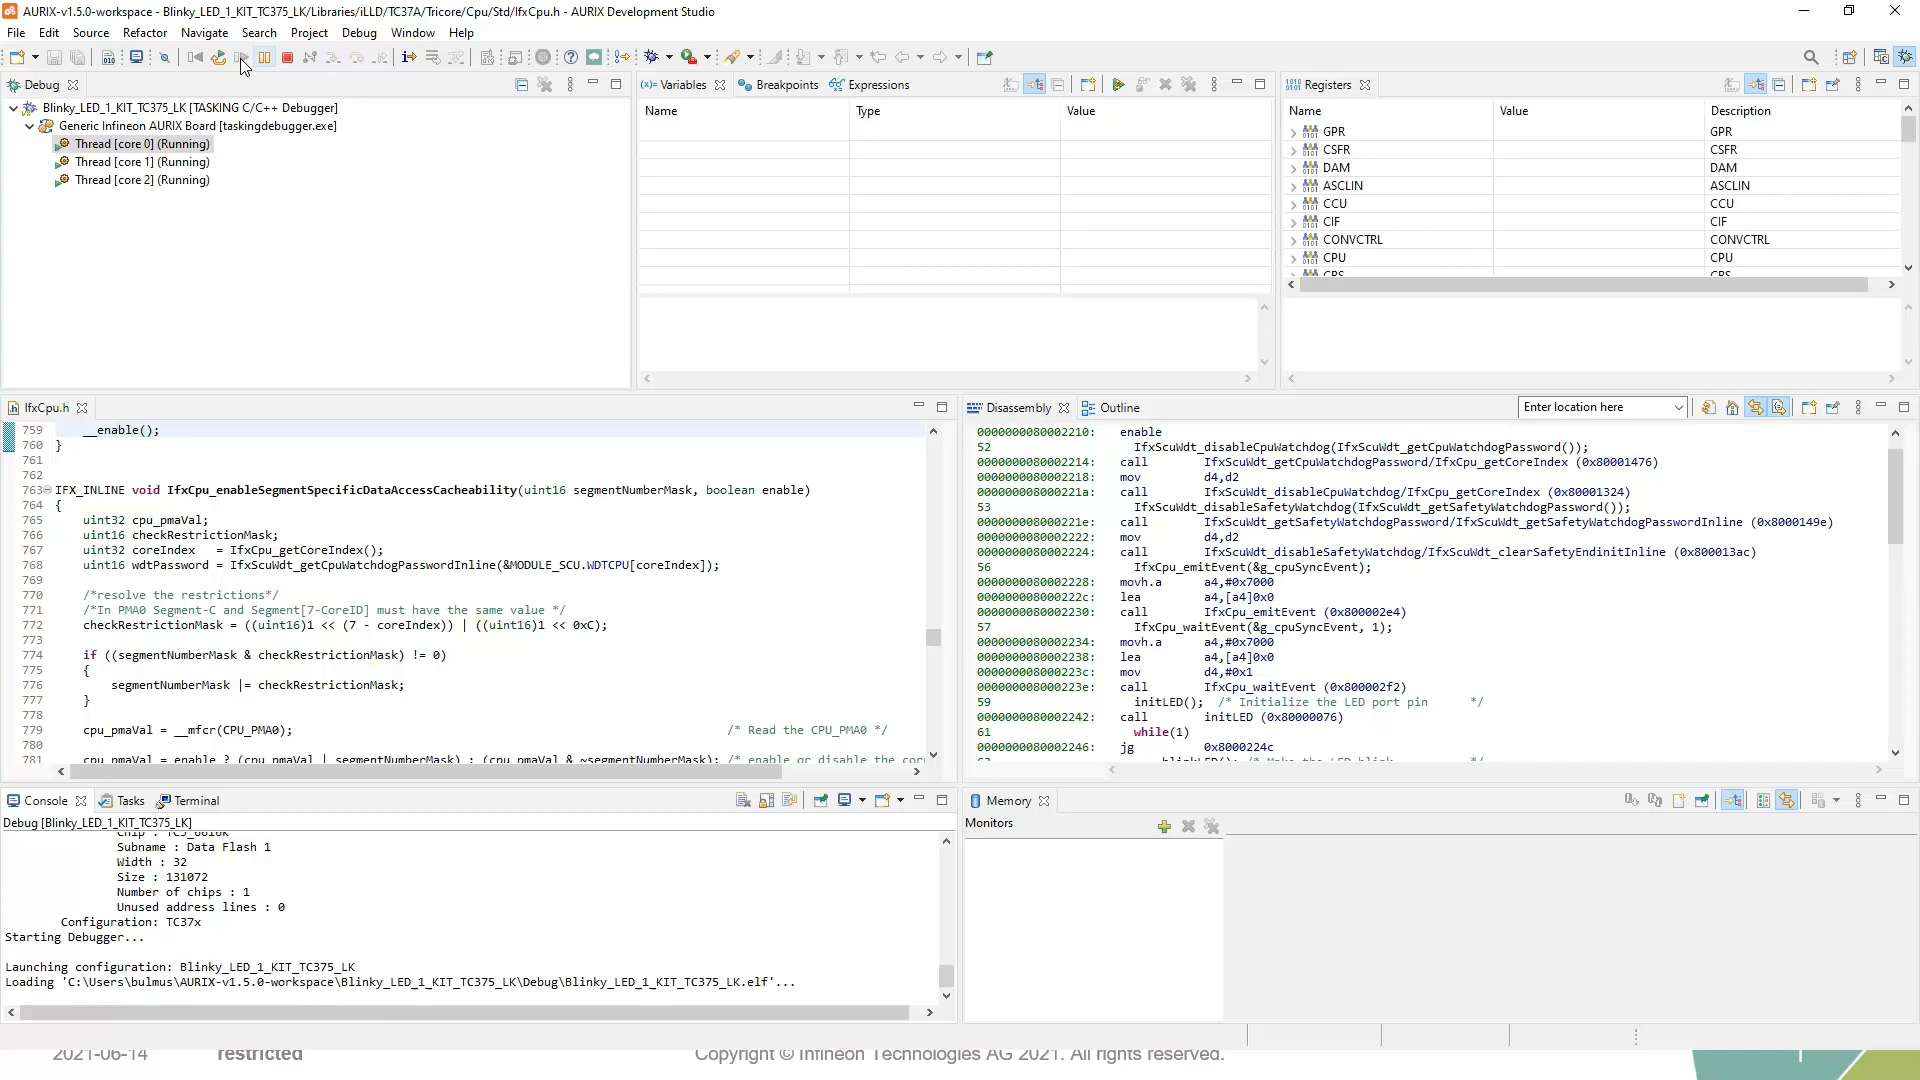 AURIX-v1.5.0-workspace - Blinky_LED_1_KIT_TC375_LK/Libraries/iLLD/TC37A/Tricore/Cpu/Std/IfxCpu.h - AURIX Development Studio
File Edit Source Refactor Navigate Search Project Debug Window Help
Debug
Blinky_LED_1_KIT_TC375_LK [TASKING C/C++ Debugger]
Generic Infineon AURIX Board [taskingdebugger.exe]
Thread [core 0] (Running)
Thread [core 1] (Running)
Thread [core 2] (Running)
Variables Breakpoints Expressions
Name Type Value
Registers
Name Value Description
GPR GPR
CSFR CSFR
DAM DAM
ASCLIN ASCLIN
CCU CCU
CIF CIF
CONVCTRL CONVCTRL
CPU CPU
IfxCpu.h
759 __enable();
760 }
761
762
763 IFX_INLINE void IfxCpu_enableSegmentSpecificDataAccessCacheability(uint16 segmentNumberMask, boolean enable)
764 {
765 uint32 cpu_pmaVal;
766 uint16 checkRestrictionMask;
767 uint32 coreIndex = IfxCpu_getCoreIndex();
768 uint16 wdtPassword = IfxScuWdt_getCpuWatchdogPasswordInline(&MODULE_SCU.WDTCPU[coreIndex]);
769
770 /*resolve the restrictions*/
771 /*In PMA0 Segment-C and Segment[7-CoreID] must have the same value */
772 checkRestrictionMask = ((uint16)1 << (7 - coreIndex)) | ((uint16)1 << 0xC);
773
774 if ((segmentNumberMask & checkRestrictionMask) != 0)
775 {
776 segmentNumberMask |= checkRestrictionMask;
777 }
778
779 cpu_pmaVal = __mfcr(CPU_PMA0); /* Read the CPU_PMA0 */
780
781 cpu_pmaVal = enable ? (cpu_pmaVal | segmentNumberMask) : (cpu_pmaVal & ~segmentNumberMask); /* enable or disable the cor
Disassembly Outline
Enter location here
0000000080002210: enable
52 IfxScuWdt_disableCpuWatchdog(IfxScuWdt_getCpuWatchdogPassword());
0000000080002214: call IfxScuWdt_getCpuWatchdogPassword/IfxCpu_getCoreIndex (0x80001476)
0000000080002218: mov d4,d2
000000008000221a: call IfxScuWdt_disableCpuWatchdog/IfxCpu_getCoreIndex (0x80001324)
53 IfxScuWdt_disableSafetyWatchdog(IfxScuWdt_getSafetyWatchdogPassword());
000000008000221e: call IfxScuWdt_getSafetyWatchdogPassword/IfxScuWdt_getSafetyWatchdogPasswordInline (0x8000149e)
0000000080002222: mov d4,d2
0000000080002224: call IfxScuWdt_disableSafetyWatchdog/IfxScuWdt_clearSafetyEndinitInline (0x800013ac)
56 IfxCpu_emitEvent(&g_cpuSyncEvent);
0000000080002228: movh.a a4,#0x7000
000000008000222c: lea a4,[a4]0x0
0000000080002230: call IfxCpu_emitEvent (0x800002e4)
57 IfxCpu_waitEvent(&g_cpuSyncEvent, 1);
0000000080002234: movh.a a4,#0x7000
0000000080002238: lea a4,[a4]0x0
000000008000223c: mov d4,#0x1
000000008000223e: call IfxCpu_waitEvent (0x800002f2)
59 initLED(); /* Initialize the LED port pin */
0000000080002242: call initLED (0x80000076)
61 while(1)
0000000080002246: jg 0x8000224c
Console Tasks Terminal
Debug [Blinky_LED_1_KIT_TC375_LK]
Subname : Data Flash 1
Width : 32
Size : 131072
Number of chips : 1
Unused address lines : 0
Configuration: TC37x
Starting Debugger...
Launching configuration: Blinky_LED_1_KIT_TC375_LK
Loading 'C:\Users\bulmus\AURIX-v1.5.0-workspace\Blinky_LED_1_KIT_TC375_LK\Debug\Blinky_LED_1_KIT_TC375_LK.elf'...
Memory
Monitors
2021-06-14 restricted Copyright © Infineon Technologies AG 2021. All rights reserved.